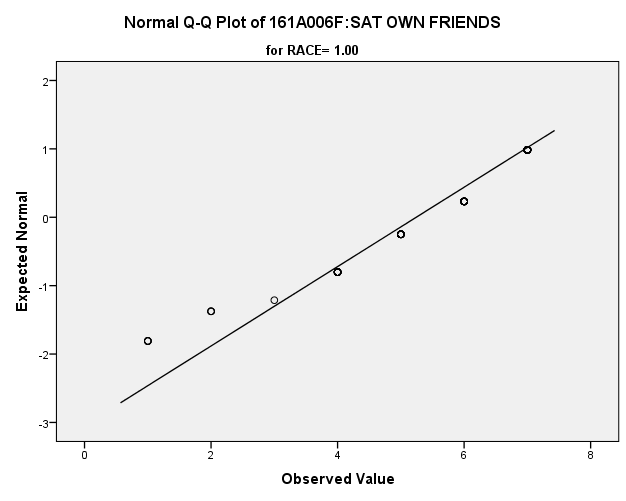 Normal Q-Q Plot of 161A006F:SAT OWN FRIENDS
for RACE= 1.00
2
1
0
-1
-2
-3
Expected Normal
0 2 4 6 8
Observed Value